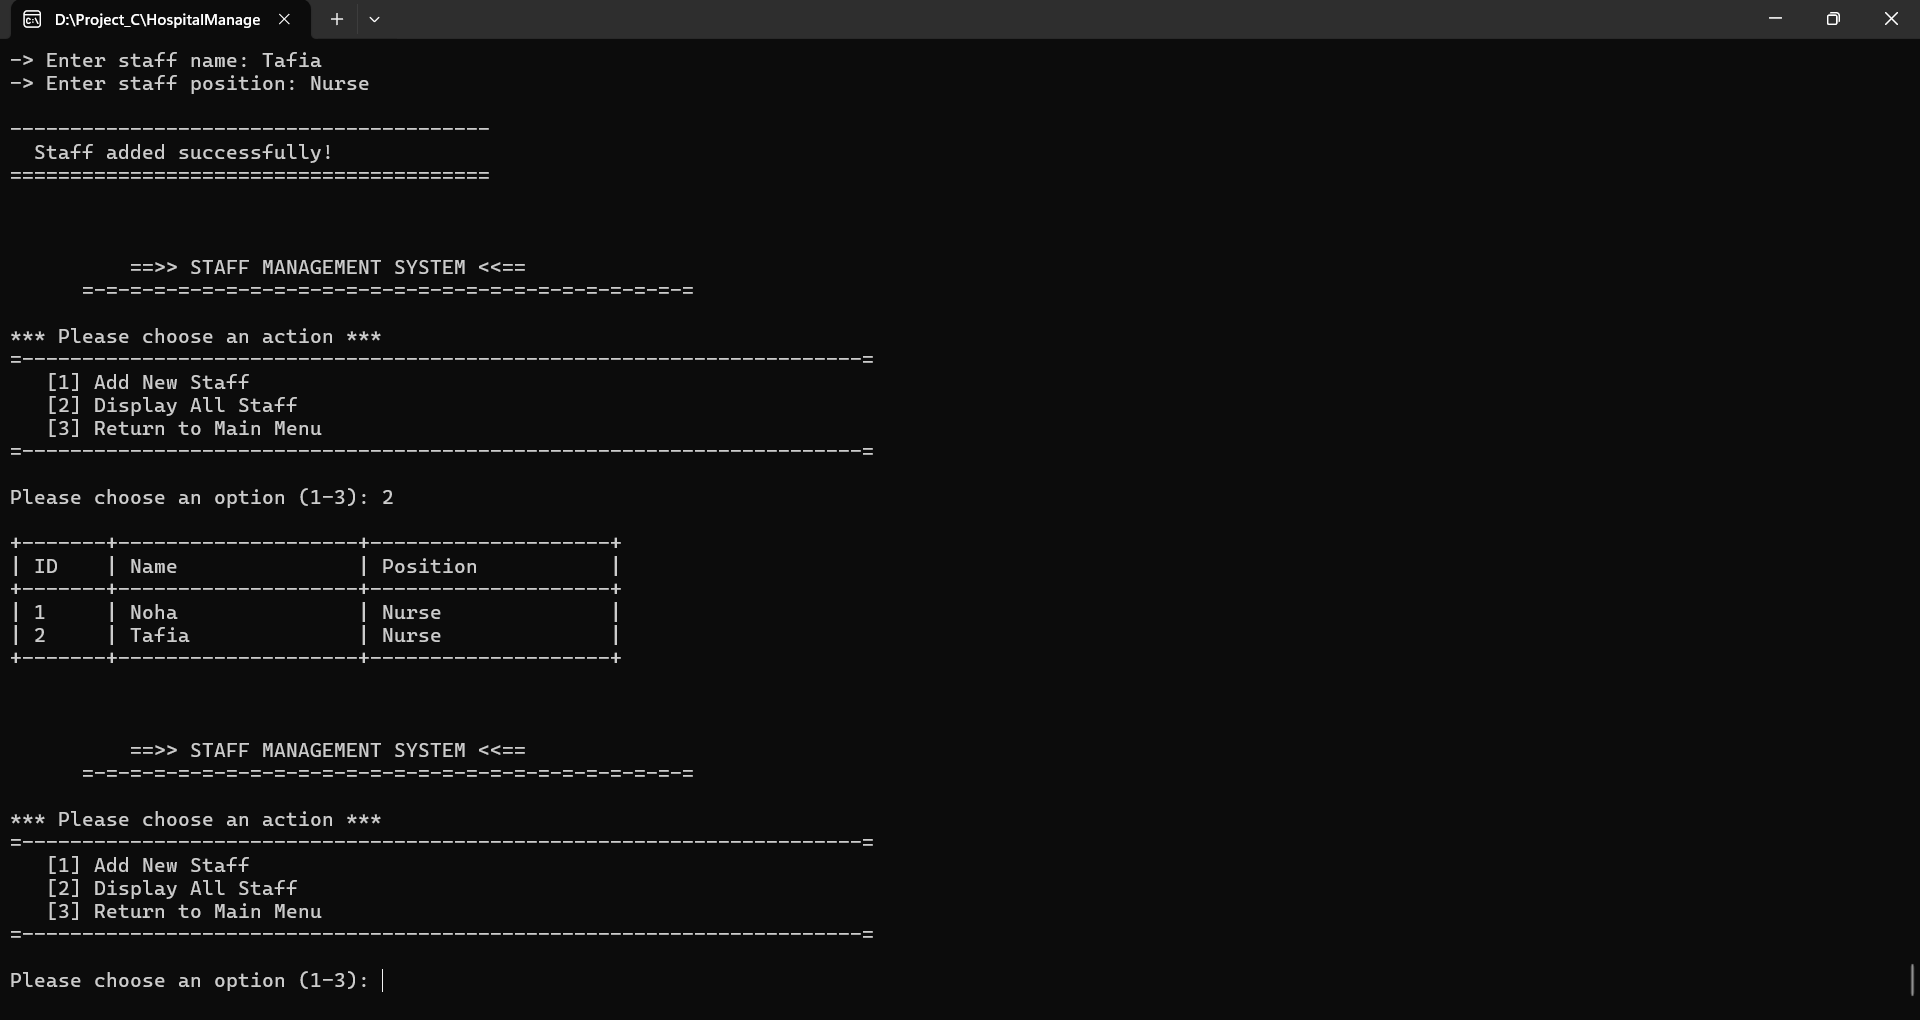 D:\Project_C\HospitalManage
-> Enter staff name: Tafia
-> Enter staff position: Nurse
----------------------------------------
  Staff added successfully!
========================================
          ==>> STAFF MANAGEMENT SYSTEM <<==
      =-=-=-=-=-=-=-=-=-=-=-=-=-=-=-=-=-=-=-=-=-=-=-=-=-=
*** Please choose an action ***
=----------------------------------------------------------------------=
   [1] Add New Staff
   [2] Display All Staff
   [3] Return to Main Menu
=----------------------------------------------------------------------=
Please choose an option (1-3): 2
+-------+--------------------+--------------------+
| ID    | Name               | Position           |
+-------+--------------------+--------------------+
| 1     | Noha               | Nurse              |
| 2     | Tafia              | Nurse              |
+-------+--------------------+--------------------+
          ==>> STAFF MANAGEMENT SYSTEM <<==
      =-=-=-=-=-=-=-=-=-=-=-=-=-=-=-=-=-=-=-=-=-=-=-=-=-=
*** Please choose an action ***
=----------------------------------------------------------------------=
   [1] Add New Staff
   [2] Display All Staff
   [3] Return to Main Menu
=----------------------------------------------------------------------=
Please choose an option (1-3):